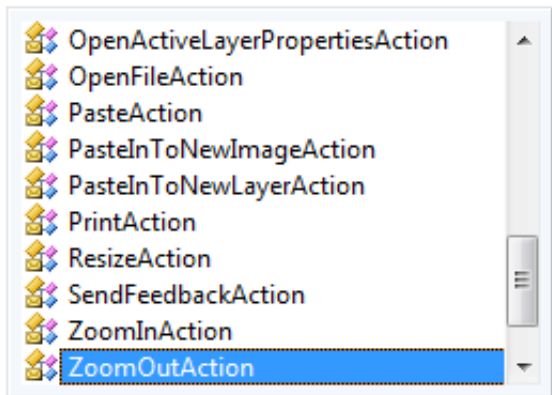 OpenActiveLayerPropertiesAction
OpenFileAction
PasteAction
PasteInToNewImageAction
PasteInToNewLayerAction
PrintAction
ResizeAction
SendFeedbackAction
ZoomInAction
ZoomOutAction